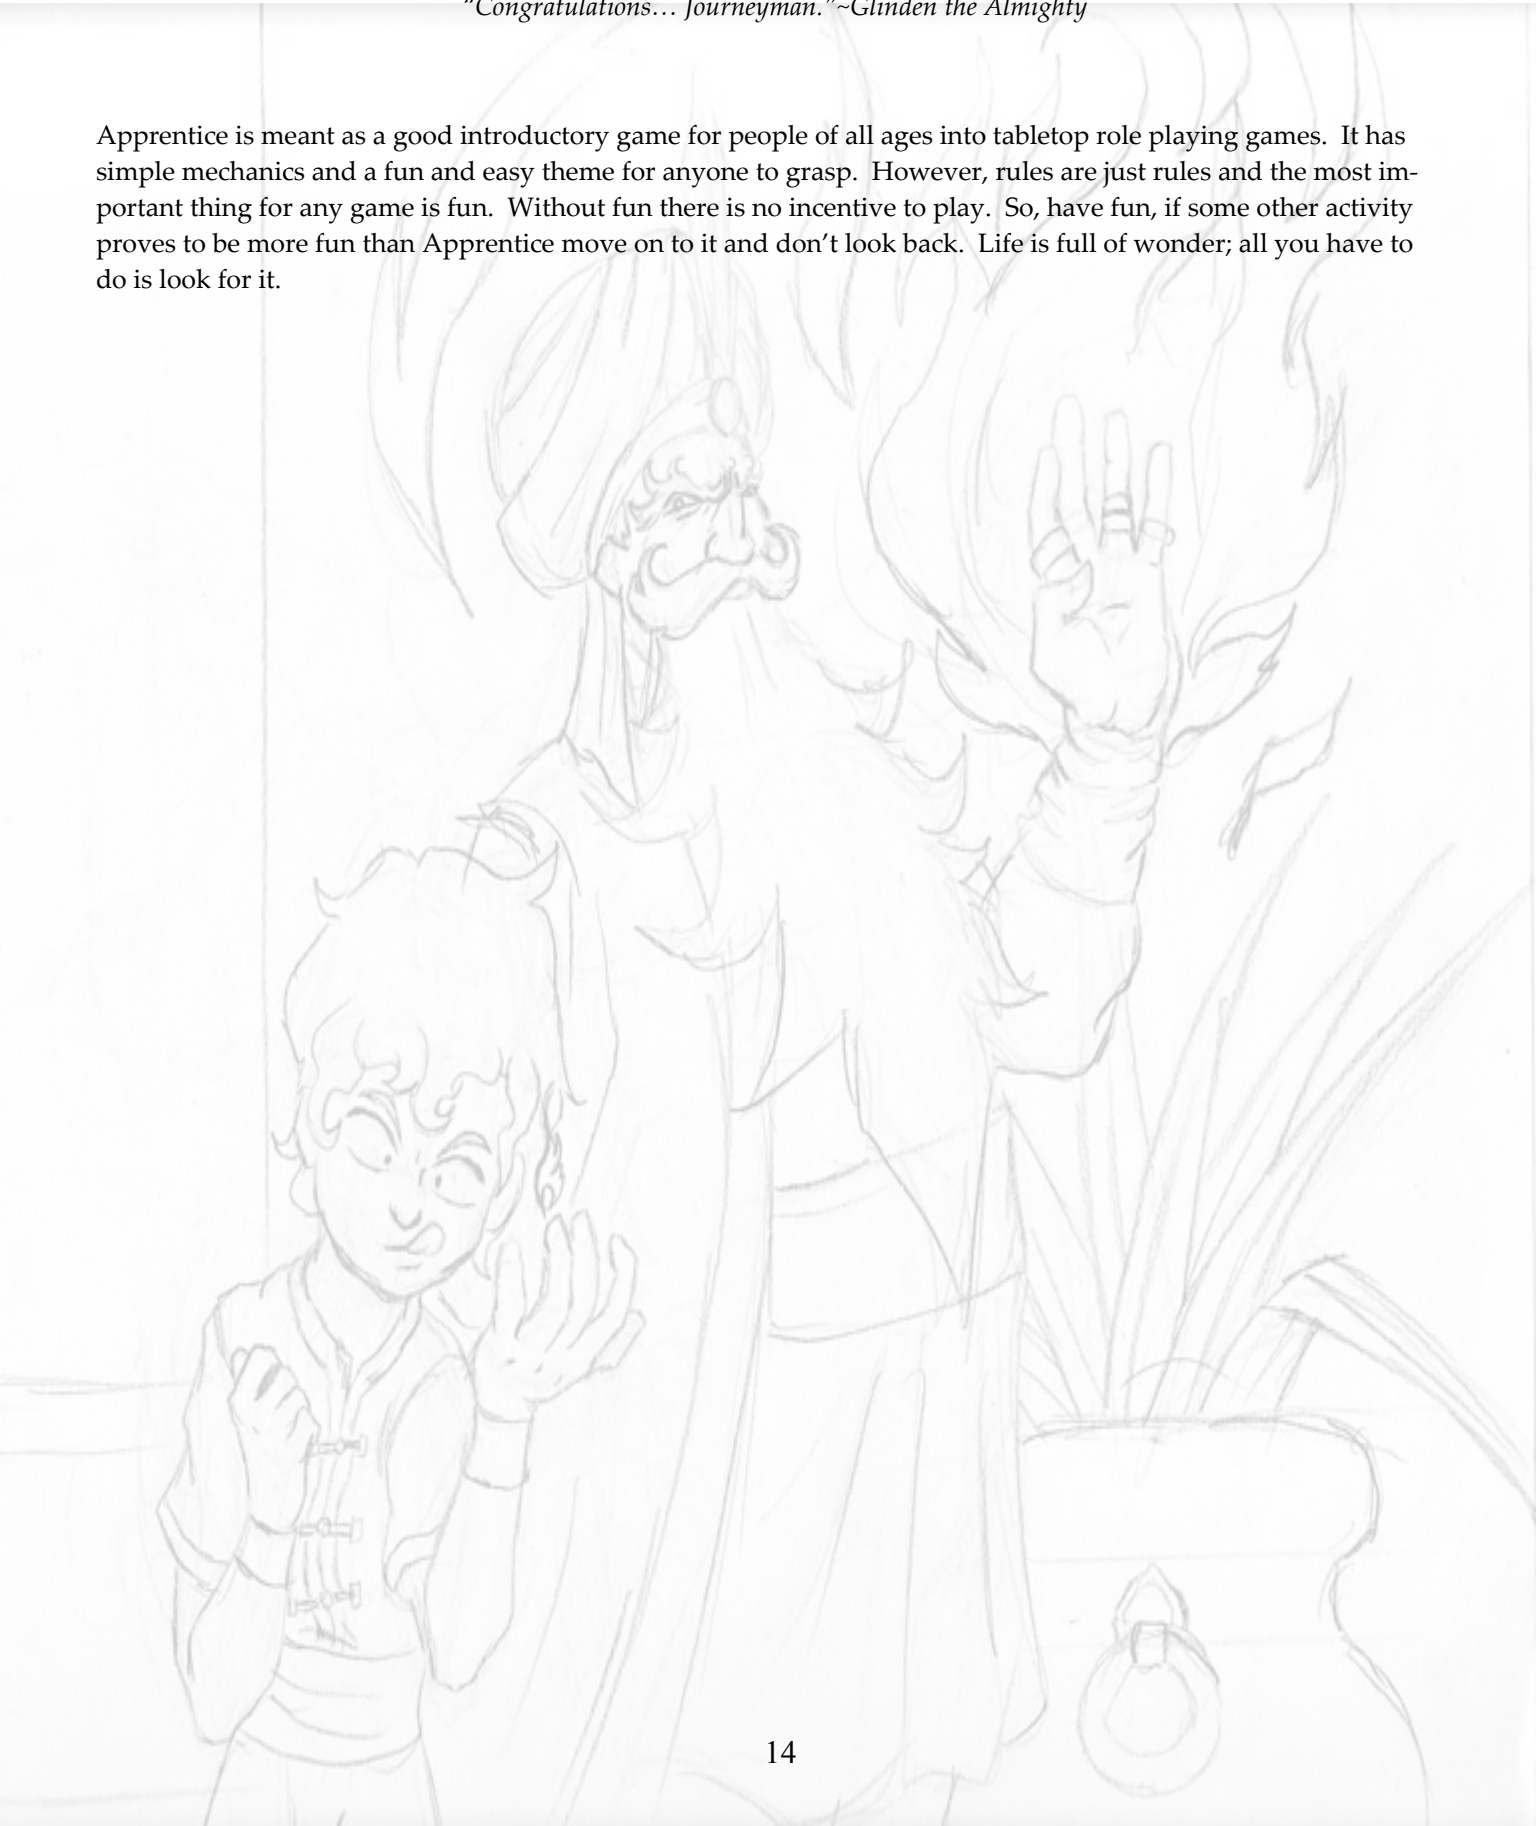 "Congratulations… Journeyman."~Glinden the Almighty
Apprentice is meant as a good introductory game for people of all ages into tabletop role playing games.  It has
simple mechanics and a fun and easy theme for anyone to grasp.  However, rules are just rules and the most im-
portant thing for any game is fun.  Without fun there is no incentive to play.  So, have fun, if some other activity
proves to be more fun than Apprentice move on to it and don't look back.  Life is full of wonder; all you have to
do is look for it.
14